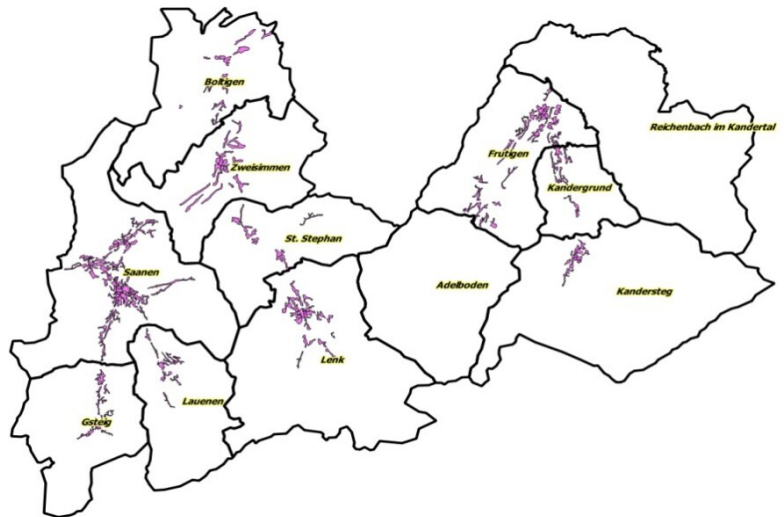 Boltigen
Reichenbach im Kandertal
Frutigen
Zweisimmen
Kandergrund
St. Stephan
Saanen
Adelboden
Kandersteg
Lenk
Lauenen
Gsteig